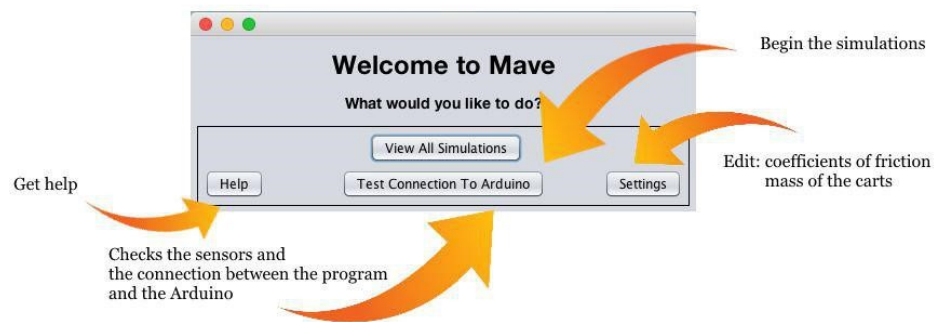 Welcome to Mave
What would you like to do?
View All Simulations
Help
Test Connection To Arduino
Settings
Begin the simulations
Edit: coefficients of friction
mass of the carts
Get help
Checks the sensors and
the connection between the program
and the Arduino